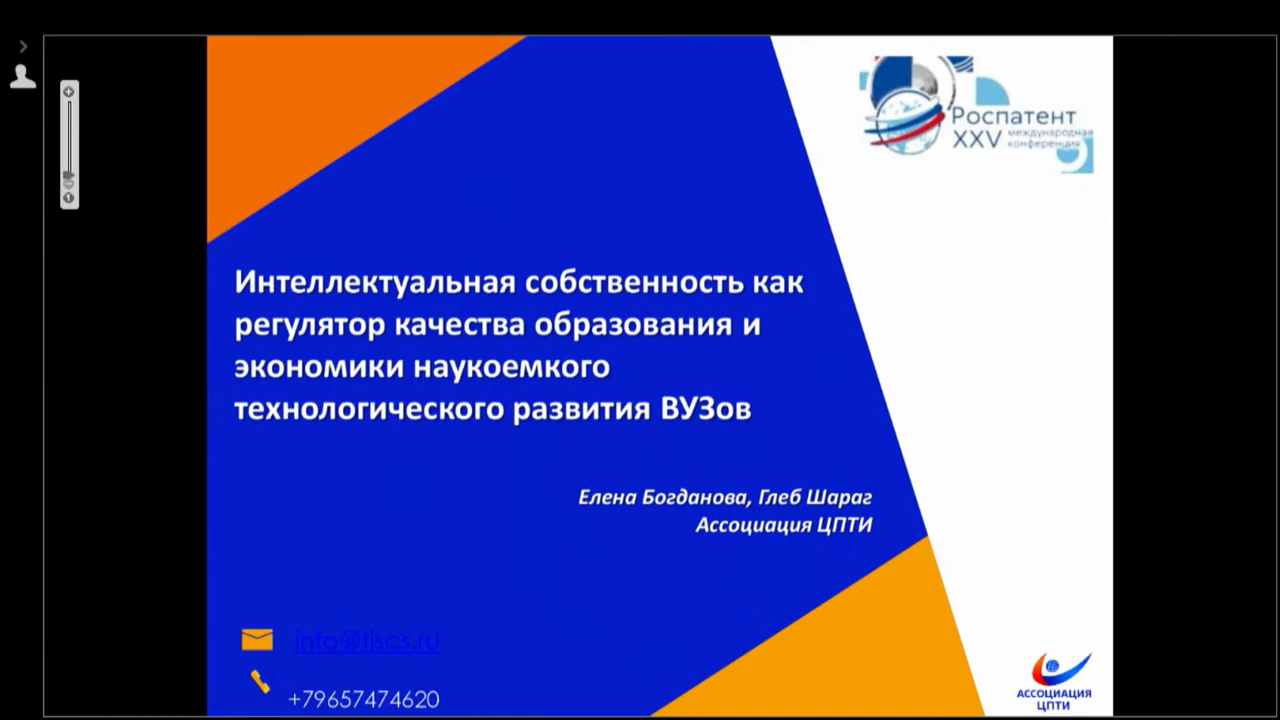 Роспатент
XXV международная
конференция
Интеллектуальная собственность как
регулятор качества образования и
экономики наукоемкого
технологического развития ВУЗов
Елена Богданова, Глеб Шараг
Ассоциация ЦПТИ
info@tiscs.ru
+79657474620
АССОЦИАЦИЯ
ЦПТИ